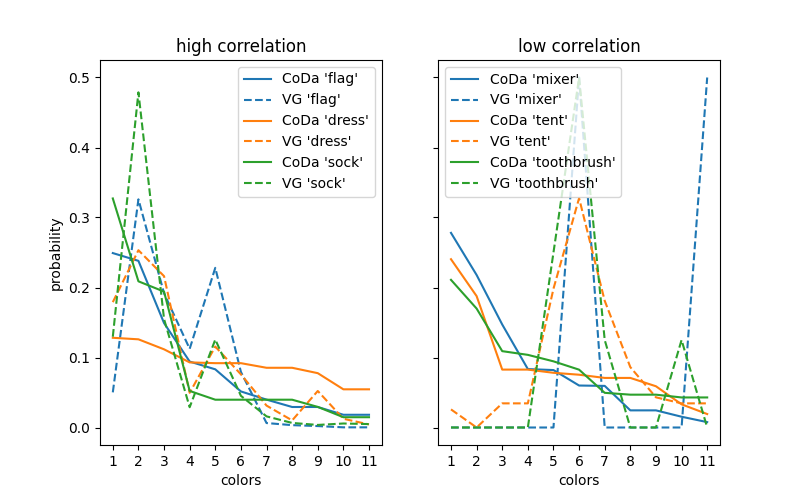 high correlation
low correlation
CoDa 'flag'
VG 'flag'
CoDa 'dress'
VG 'dress'
CoDa 'sock'
VG 'sock'
CoDa 'mixer'
VG 'mixer'
CoDa 'tent'
VG 'tent'
CoDa 'toothbrush'
VG 'toothbrush'
probability
0.5
0.4
0.3
0.2
0.1
0.0
1 2 3 4 5 6 7 8 9 10 11
colors
1 2 3 4 5 6 7 8 9 10 11
colors